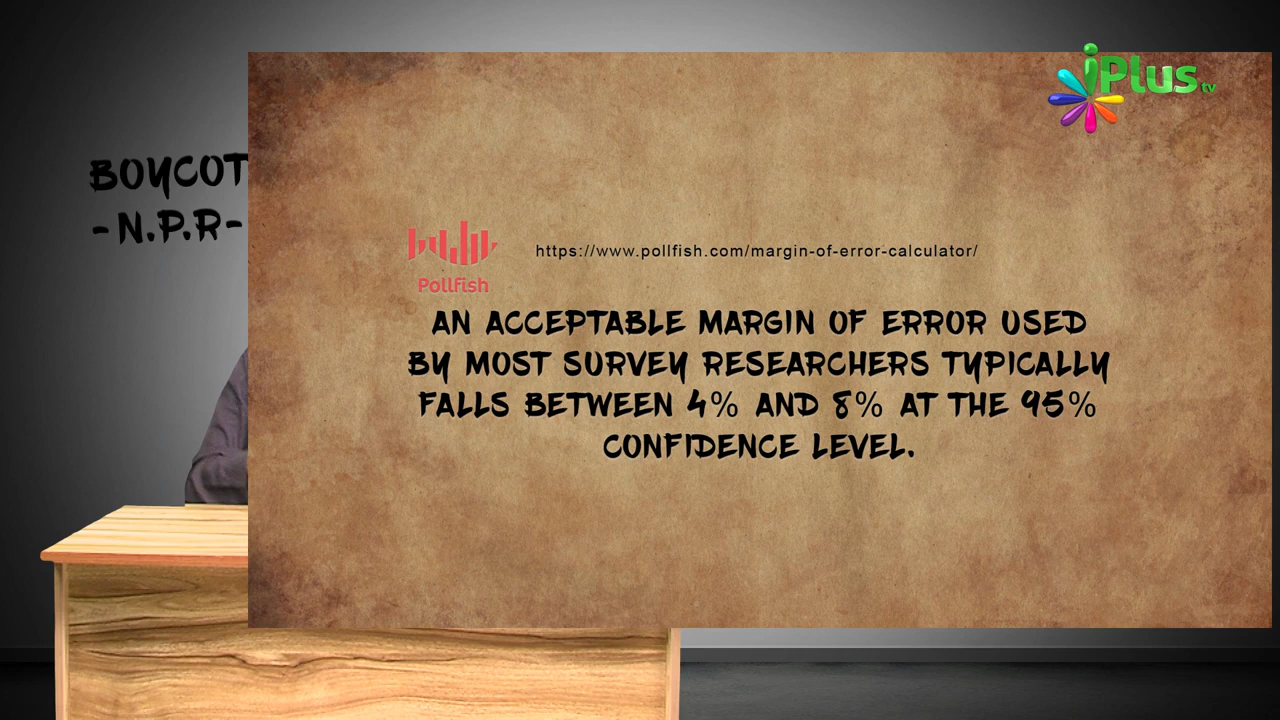 iPlus tv
BOYCOT
-N.P.R-
Pollfish
https://www.pollfish.com/margin-of-error-calculator/
AN ACCEPTABLE MARGIN OF ERROR USED
BY MOST SURVEY RESEARCHERS TYPICALLY
FALLS BETWEEN 4% AND 8% AT THE 95%
CONFIDENCE LEVEL.